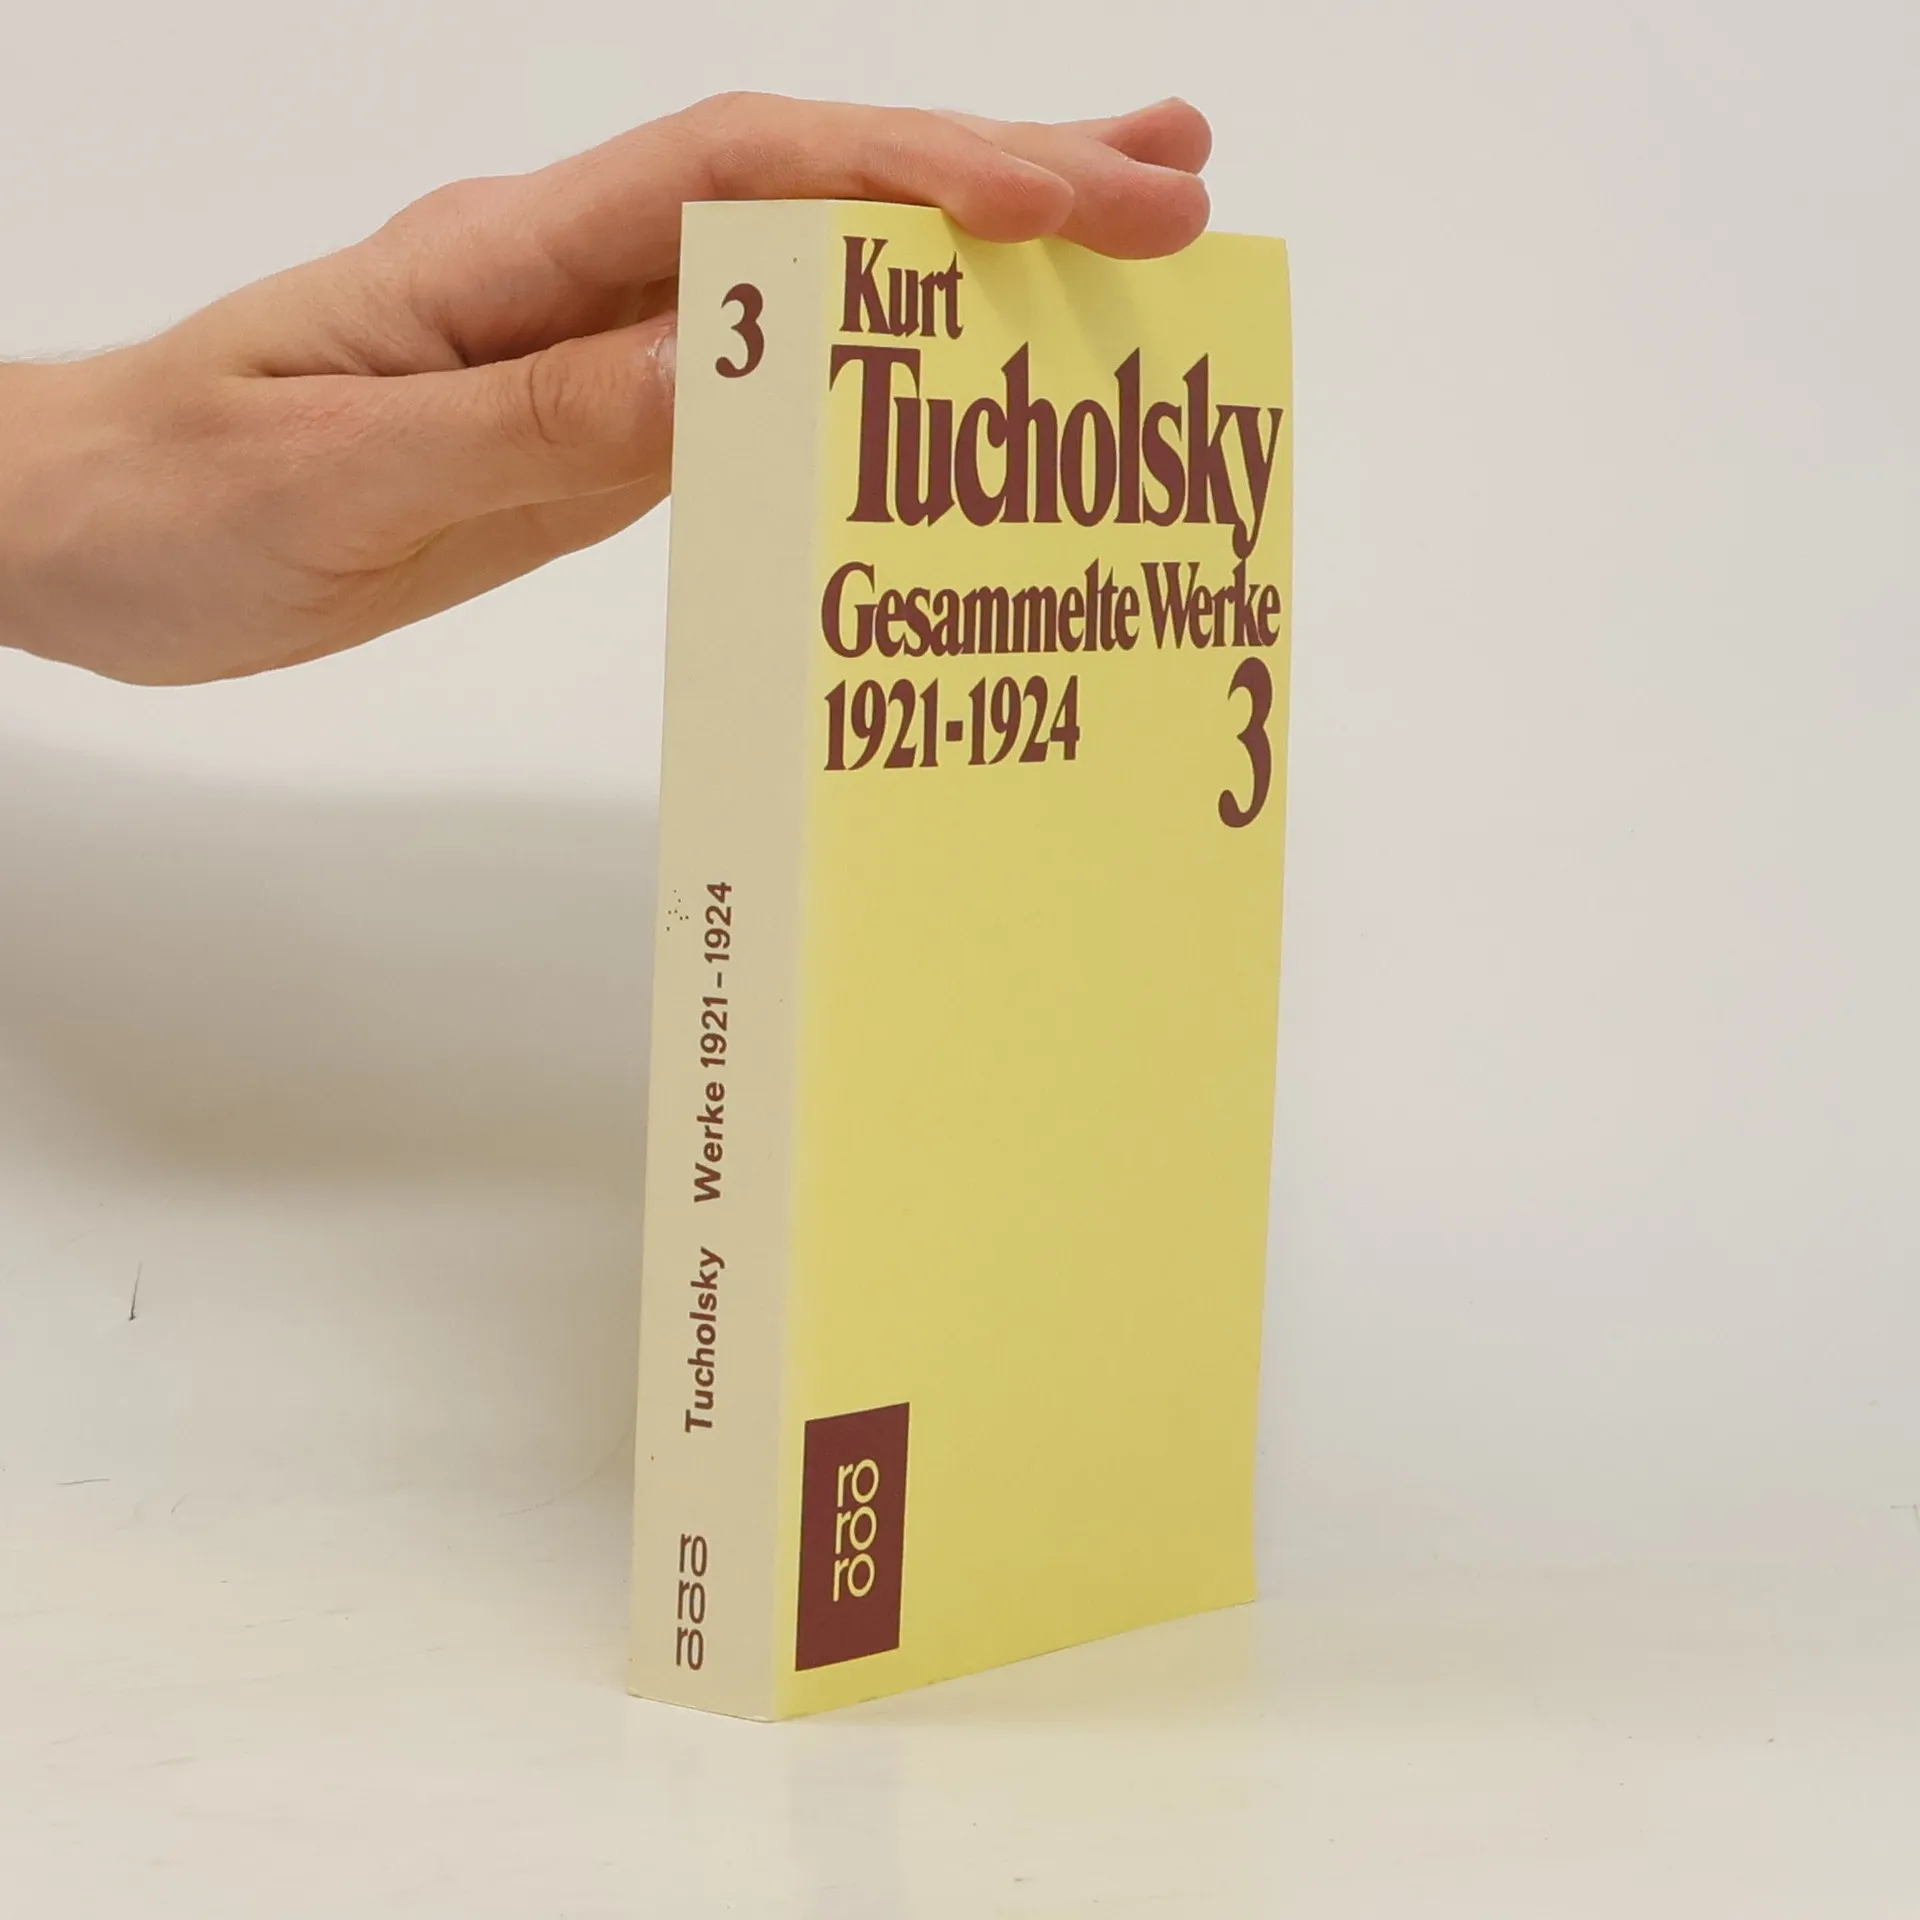 3
Tucholsky Werke 1921–1924
ro
ro
ro
Kurt
Tucholsky
Gesammelte Werke
1921-1924 3
ro
ro
ro